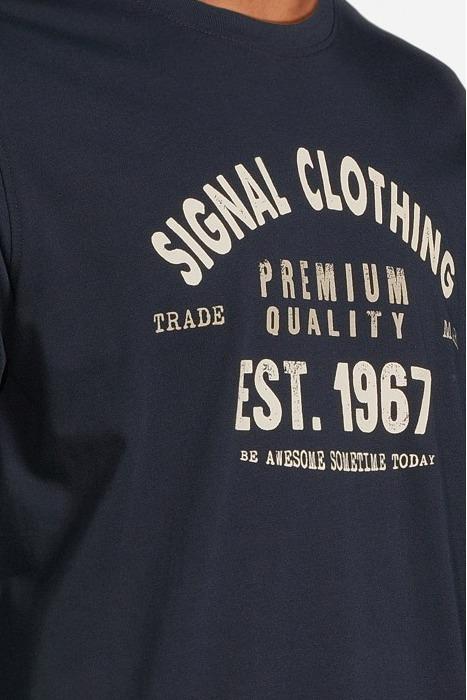 SIGNAL CLOTHING
PREMIUM
TRADE QUALITY
EST. 1967
BE AWESOME SOMETIME TODAY